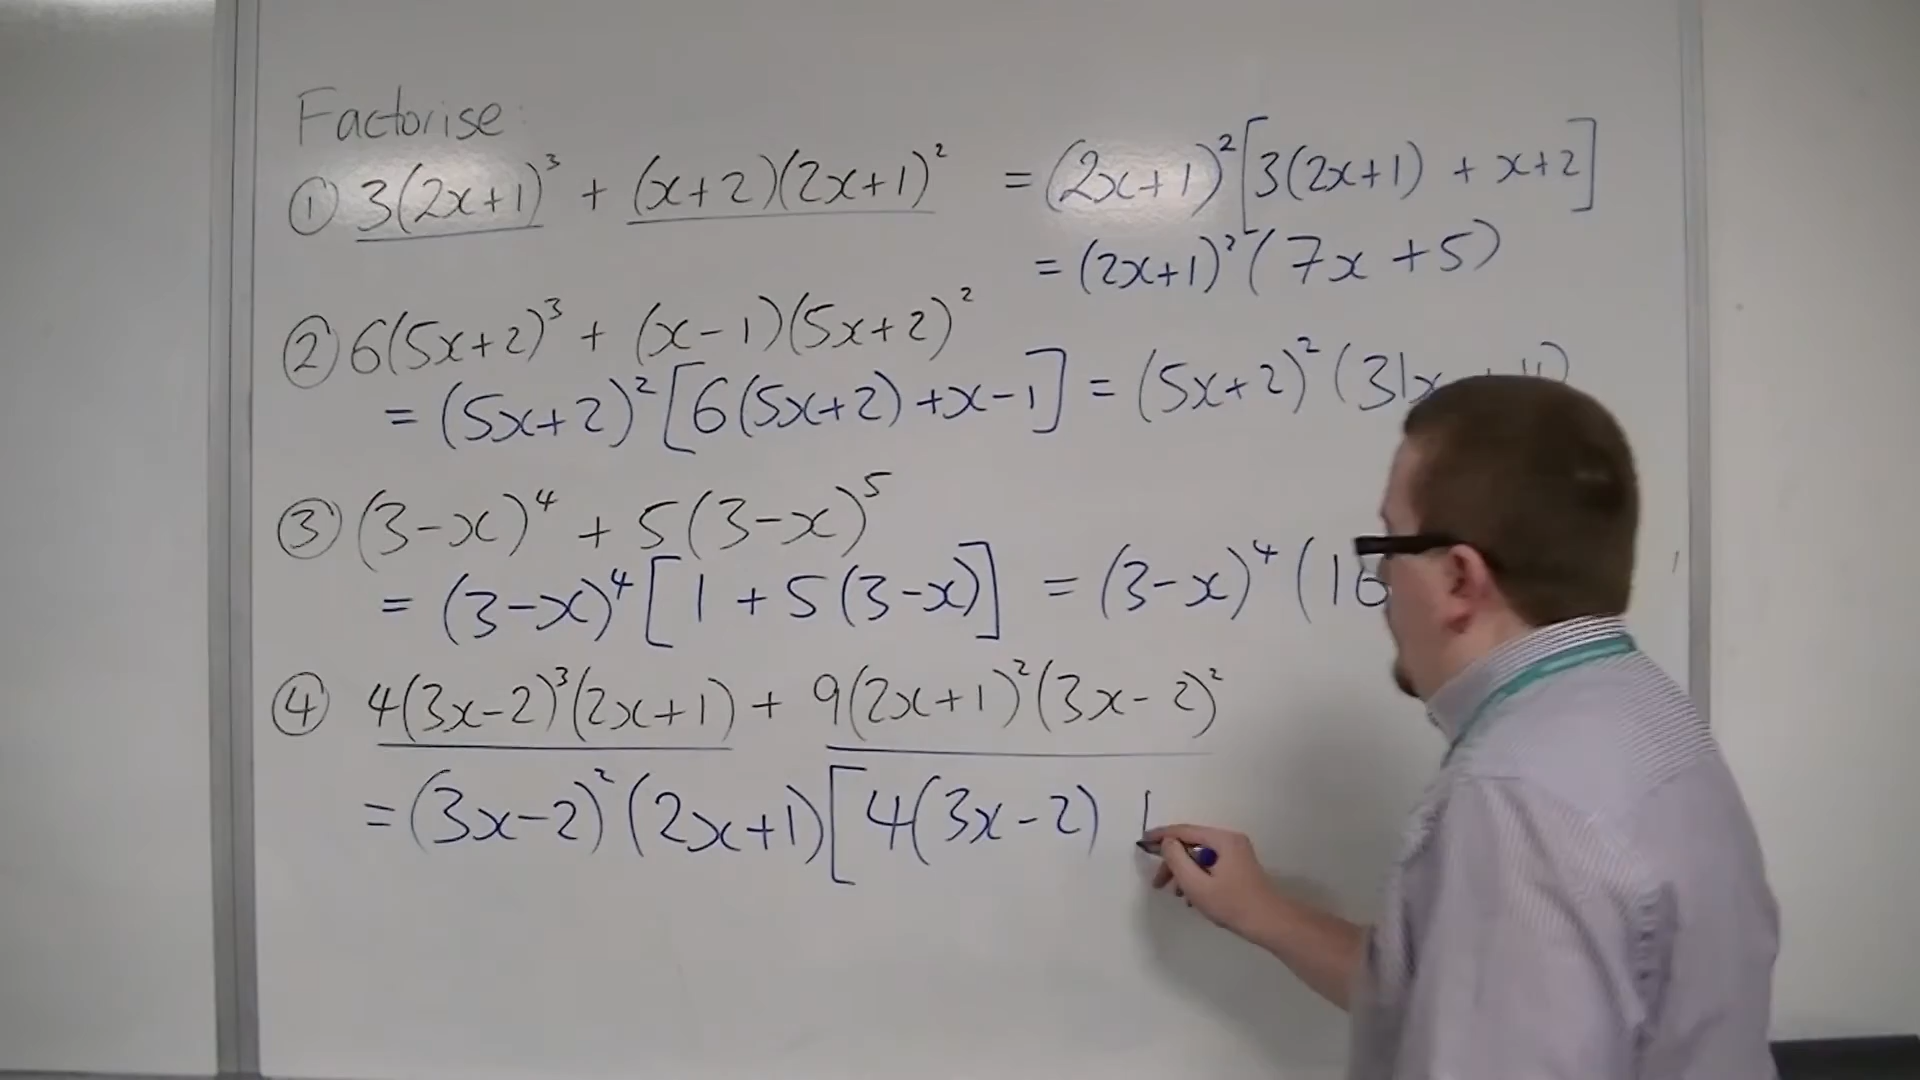 Factorise
① 3(2x+1)³ + (x+2)(2x+1)² = (2x+1)²[3(2x+1) + x+2]
= (2x+1)²(7x+5)
② 6(5x+2)³ + (x-1)(5x+2)²
= (5x+2)²[6(5x+2)+x-1] = (5x+2)²(31x + 11)
③ (3-x)⁴ + 5(3-x)⁵
= (3-x)⁴[1 + 5(3-x)] = (3-x)⁴(16
④ 4(3x-2)³(2x+1) + 9(2x+1)²(3x-2)²
= (3x-2)²(2x+1)[4(3x-2)